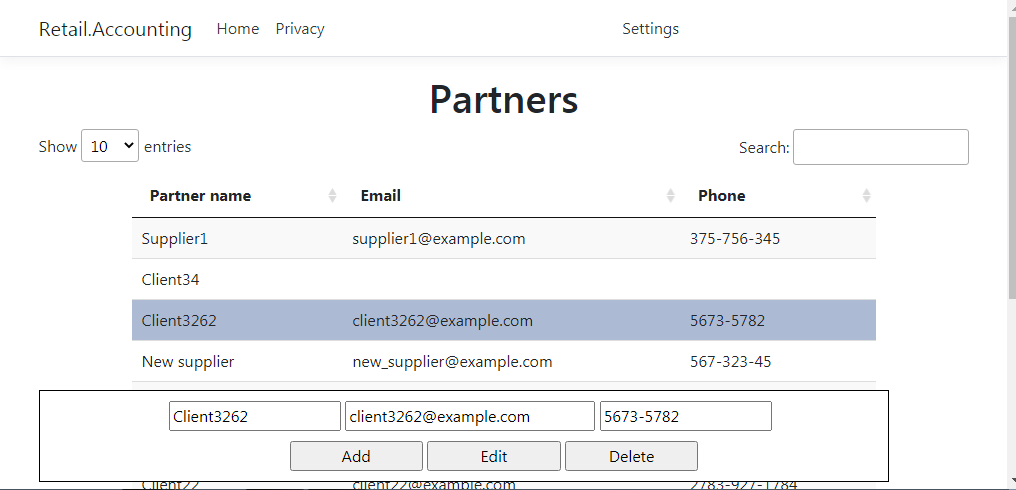 Retail.Accounting Home Privacy Settings
Partners
Show 10 entries Search:
Partner name Email Phone
Supplier1 supplier1@example.com 375-756-345
Client34
Client3262 client3262@example.com 5673-5782
New supplier new_supplier@example.com 567-323-45
Client3262 client3262@example.com 5673-5782
Add Edit Delete
Client22 client22@example.com 2783-927-1784